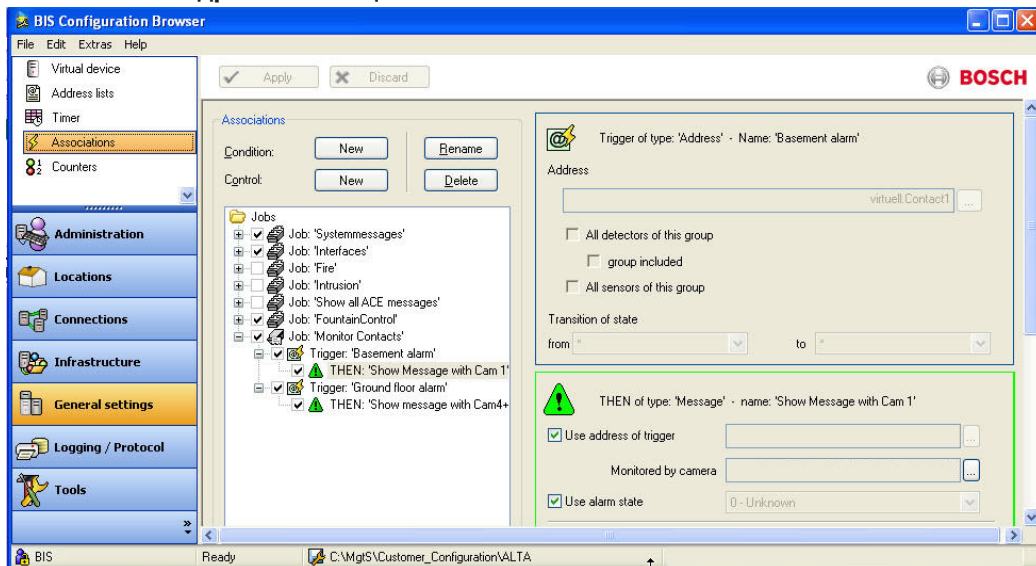 BIS Configuration Browser
File Edit Extras Help
Virtual device
Address lists
Timer
Associations
Counters
Administration
Locations
Connections
Infrastructure
General settings
Logging / Protocol
Tools
»
Apply Discard
BOSCH
Associations
Condition: New Rename
Control: New Delete
Jobs
Job: 'Systemmessages'
Job: 'Interfaces'
Job: 'Fire'
Job: 'Intrusion'
Job: 'Show all ACE messages'
Job: 'FountainControl'
Job: 'Monitor Contacts'
Trigger: 'Basement alarm'
THEN: 'Show Message with Cam 1'
Trigger: 'Ground floor alarm'
THEN: 'Show message with Cam4+
Trigger of type: 'Address' - Name: 'Basement alarm'
Address
virtuell.Contact1 ...
All detectors of this group
group included
All sensors of this group
Transition of state
from * to *
THEN of type: 'Message' - name: 'Show Message with Cam 1'
Use address of trigger ...
Monitored by camera ...
Use alarm state 0 - Unknown
BIS Ready C:\MgtS\Customer_Configuration\ALTA